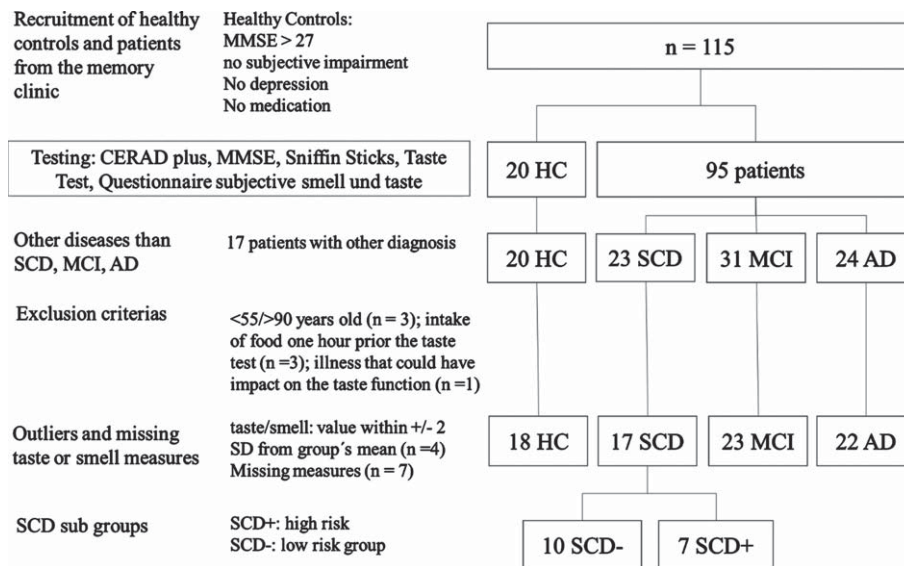 Recruitment of healthy
controls and patients
from the memory
clinic
Healthy Controls:
MMSE > 27
no subjective impairment
No depression
No medication
n = 115
Testing: CERAD plus, MMSE, Sniffin Sticks, Taste
Test, Questionnaire subjective smell und taste
20 HC
95 patients
Other diseases than
SCD, MCI, AD
17 patients with other diagnosis
20 HC
23 SCD
31 MCI
24 AD
Exclusion criterias
<55/>90 years old (n = 3); intake
of food one hour prior the taste
test (n =3); illness that could have
impact on the taste function (n =1)
Outliers and missing
taste or smell measures
taste/smell: value within +/- 2
SD from group´s mean (n =4)
Missing measures (n = 7)
18 HC
17 SCD
23 MCI
22 AD
SCD sub groups
SCD+: high risk
SCD-: low risk group
10 SCD-
7 SCD+